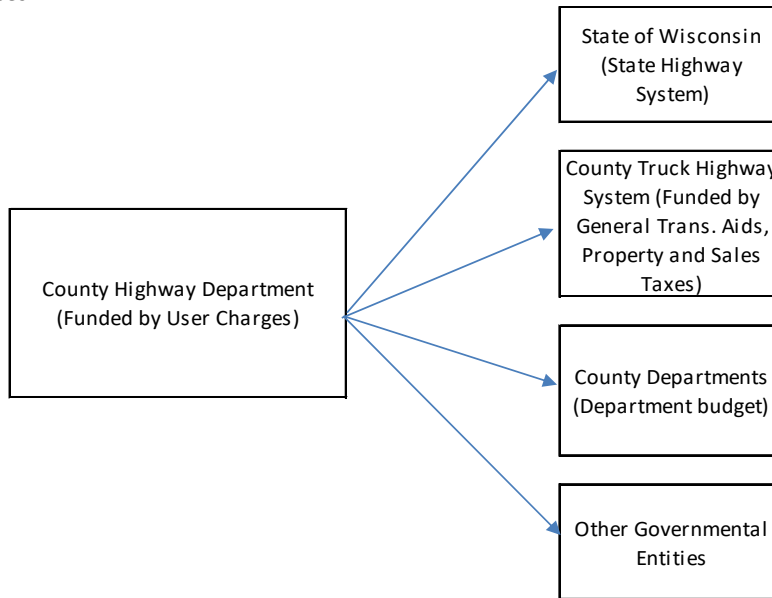 State of Wisconsin
(State Highway
System)
County Truck Highway
System (Funded by
General Trans. Aids,
Property and Sales
Taxes)
County Highway Department
(Funded by User Charges)
County Departments
(Department budget)
Other Governmental
Entities